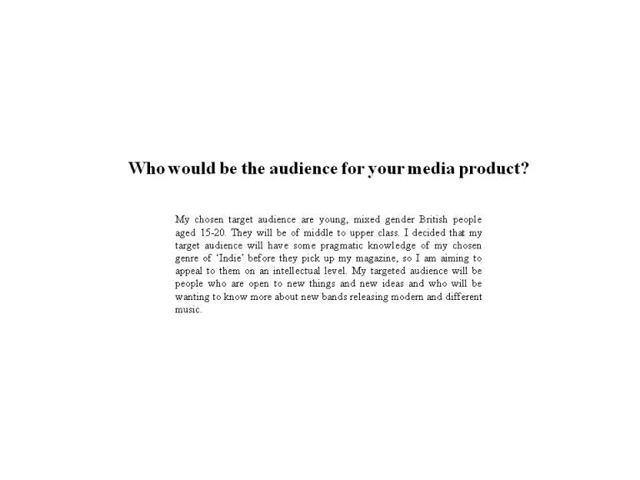 Who would be the audience for your media product?
My chosen target audience are young, mixed gender British people
aged 15-20. They will be of middle to upper class. I decided that my
target audience will have some pragmatic knowledge of my chosen
genre of ‘Indie’ before they pick up my magazine, so I am aiming to
appeal to them on an intellectual level. My targeted audience will be
people who are open to new things and new ideas and who will be
wanting to know more about new bands releasing modern and different
music.